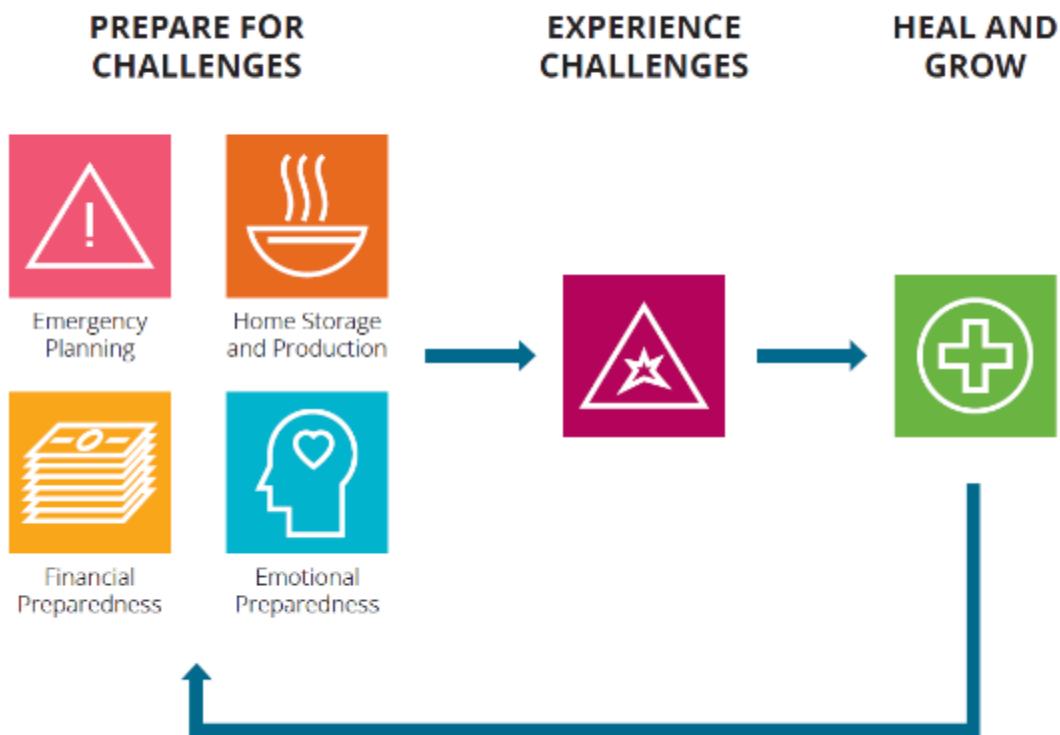 PREPARE FOR
CHALLENGES
EXPERIENCE
CHALLENGES
HEAL AND
GROW
!
Emergency
Planning
Home Storage
and Production
Financial
Preparedness
Emotional
Preparedness